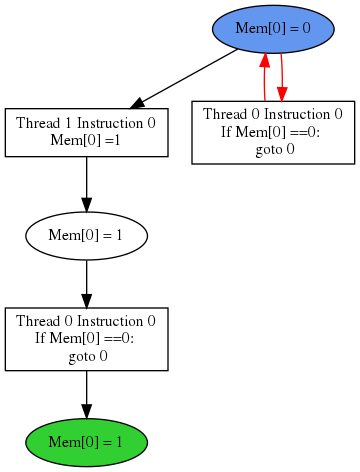 Mem[0] = 0
Thread 1 Instruction 0
Mem[0] =1
Thread 0 Instruction 0
If Mem[0] ==0:
goto 0
Mem[0] = 1
Thread 0 Instruction 0
If Mem[0] ==0:
goto 0
Mem[0] = 1